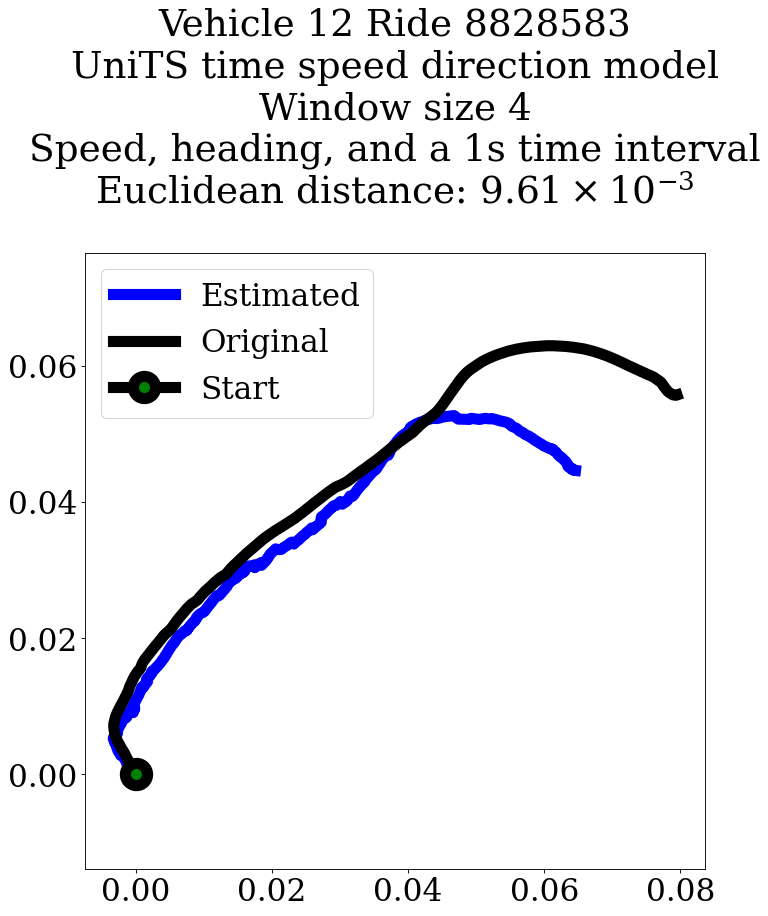 Vehicle 12 Ride 8828583
UniTS time speed direction model
Window size 4
Speed, heading, and a 1s time interval
Euclidean distance: 9.61 × 10⁻³
Estimated
Original
Start
0.06
0.04
0.02
0.00
0.00 0.02 0.04 0.06 0.08